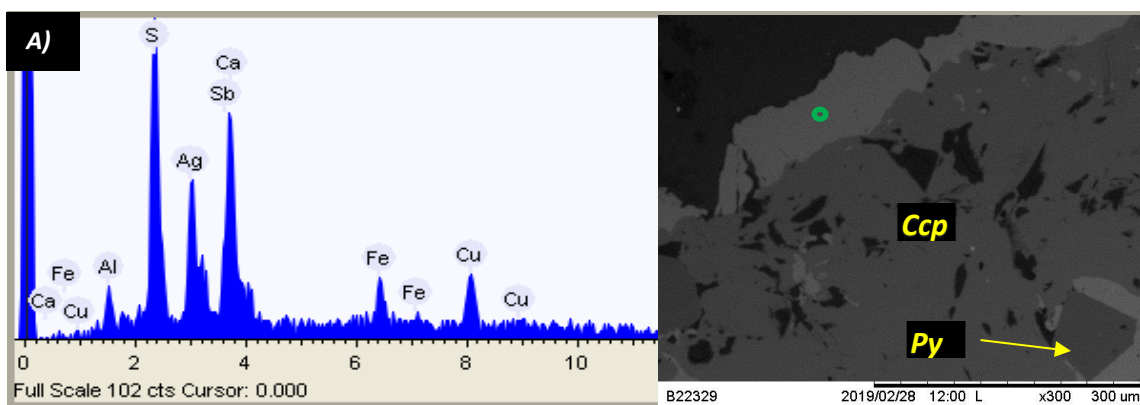 A)
S
Ca
Sb
Ag
Fe
Al
Fe
Cu
Ca
Cu
Fe
Cu
0 2 4 6 8 10
Full Scale 102 cts Cursor: 0.000
Ccp
Py
B22329 2019/02/28 12:00 L x300 300 um